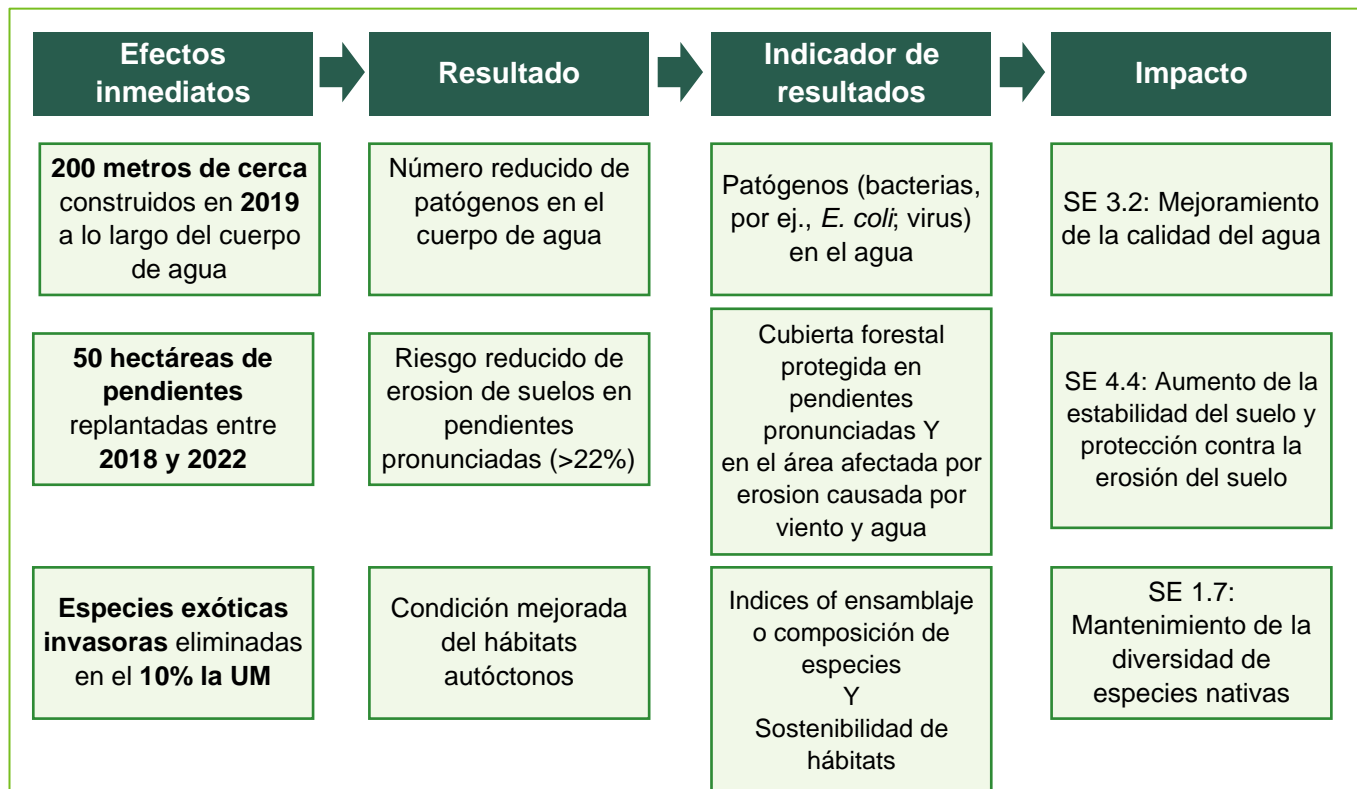 Efectos
inmediatos
Resultado
Indicador de
resultados
Impacto
200 metros de cerca
construidos en 2019
a lo largo del cuerpo
de agua
Número reducido de
patógenos en el
cuerpo de agua
Patógenos (bacterias,
por ej., E. coli; virus)
en el agua
SE 3.2: Mejoramiento
de la calidad del agua
50 hectáreas de
pendientes
replantadas entre
2018 y 2022
Riesgo reducido de
erosion de suelos en
pendientes
pronunciadas (>22%)
Cubierta forestal
protegida en
pendientes
pronunciadas Y
en el área afectada por
erosion causada por
viento y agua
SE 4.4: Aumento de la
estabilidad del suelo y
protección contra la
erosión del suelo
Especies exóticas
invasoras eliminadas
en el 10% la UM
Condición mejorada
del hábitats
autóctonos
Indices of ensamblaje
o composición de
especies
Y
Sostenibilidad de
hábitats
SE 1.7:
Mantenimiento de la
diversidad de
especies nativas